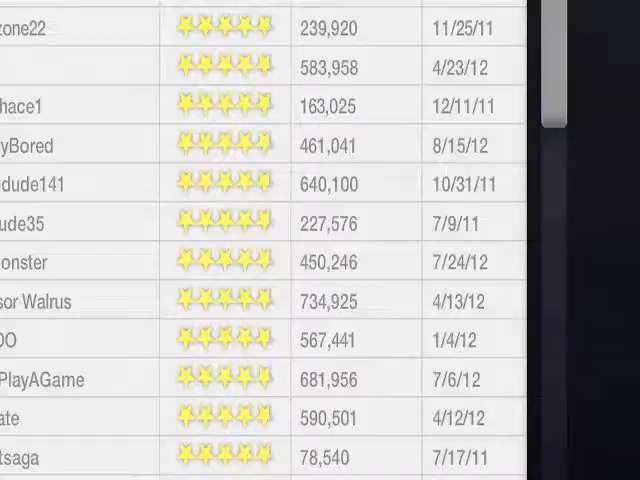 zone22 239,920 11/25/11
583,958 4/23/12
hace1 163,025 12/11/11
yBored 461,041 8/15/12
dude141 640,100 10/31/11
ude35 227,576 7/9/11
onster 450,246 7/24/12
sor Walrus 734,925 4/13/12
OO 567,441 1/4/12
PlayAGame 681,956 7/6/12
ate 590,501 4/12/12
tsaga 78,540 7/17/11